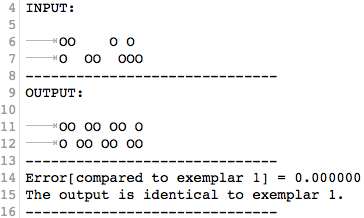 4 INPUT:
5
6 OO    O O
7 O  OO  OOO
8 ----------------------------
9 OUTPUT:
10
11 OO OO OO O
12 O OO OO OO
13 ----------------------------
14 Error[compared to exemplar 1] = 0.000000
15 The output is identical to exemplar 1.
16 ----------------------------